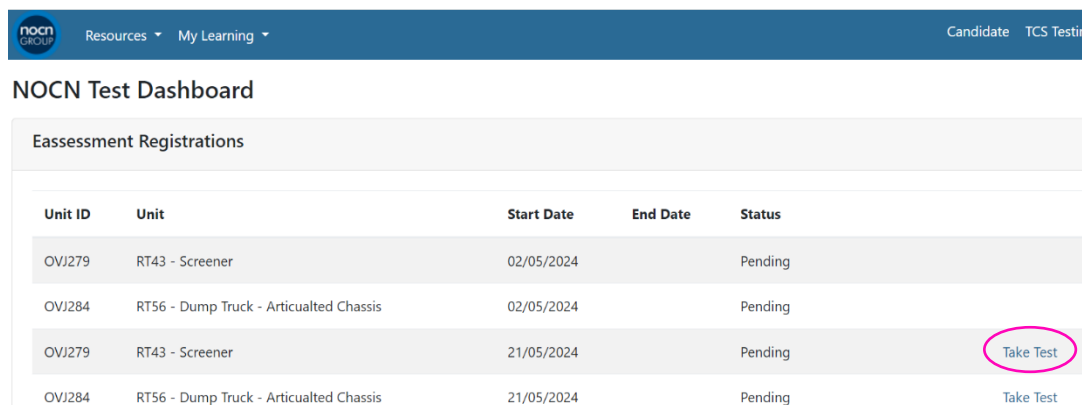 nocn
GROUP
Resources My Learning Candidate TCS
NOCN Test Dashboard
Eassessment Registrations
Unit ID Unit Start Date End Date Status
OVJ279 RT43 - Screener 02/05/2024 Pending
OVJ284 RT56 - Dump Truck - Articualted Chassis 02/05/2024 Pending
OVJ279 RT43 - Screener 21/05/2024 Pending Take Test
OVJ284 RT56 - Dump Truck - Articualted Chassis 21/05/2024 Pending Take Test